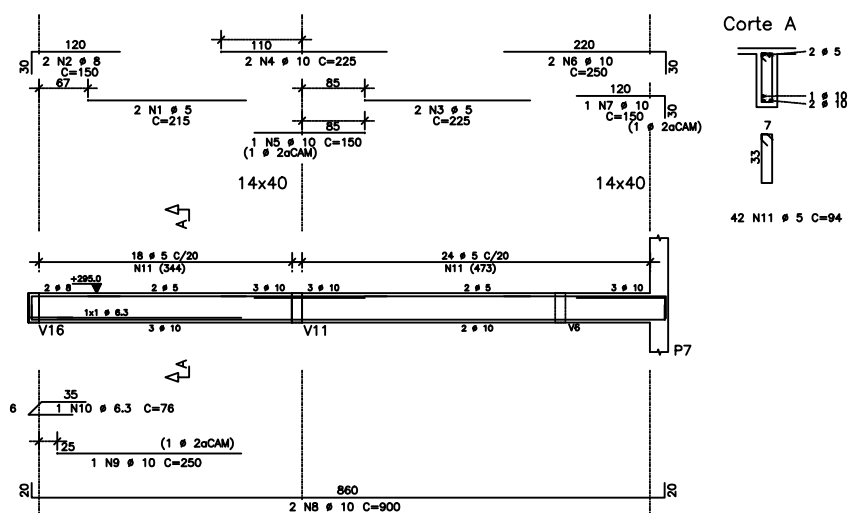 Corte A
120
110
220
2 ø 5
30
2 N2 ø 8
C=150
2 N4 ø 10 C=225
2 N6 ø 10
C=250
30
67
85
120
1 ø 10
2 ø 10
2 N1 ø 5
C=215
2 N3 ø 5
C=225
1 N7 ø 10
C=150
30
(1 ø 2aCAM)
85
1 N5 ø 10 C=150
(1 ø 2aCAM)
7
33
14x40
14x40
42 N11 ø 5 C=94
A
18 ø 5 C/20
N11 (344)
24 ø 5 C/20
N11 (473)
+295.0
2 ø 8
2 ø 5
3 ø 10
3 ø 10
2 ø 5
3 ø 10
1x1 ø 6.3
V16
3 ø 10
V11
2 ø 10
V6
P7
A
35
6
1 N10 ø 6.3 C=76
25
(1 ø 2aCAM)
1 N9 ø 10 C=250
20
860
20
2 N8 ø 10 C=900